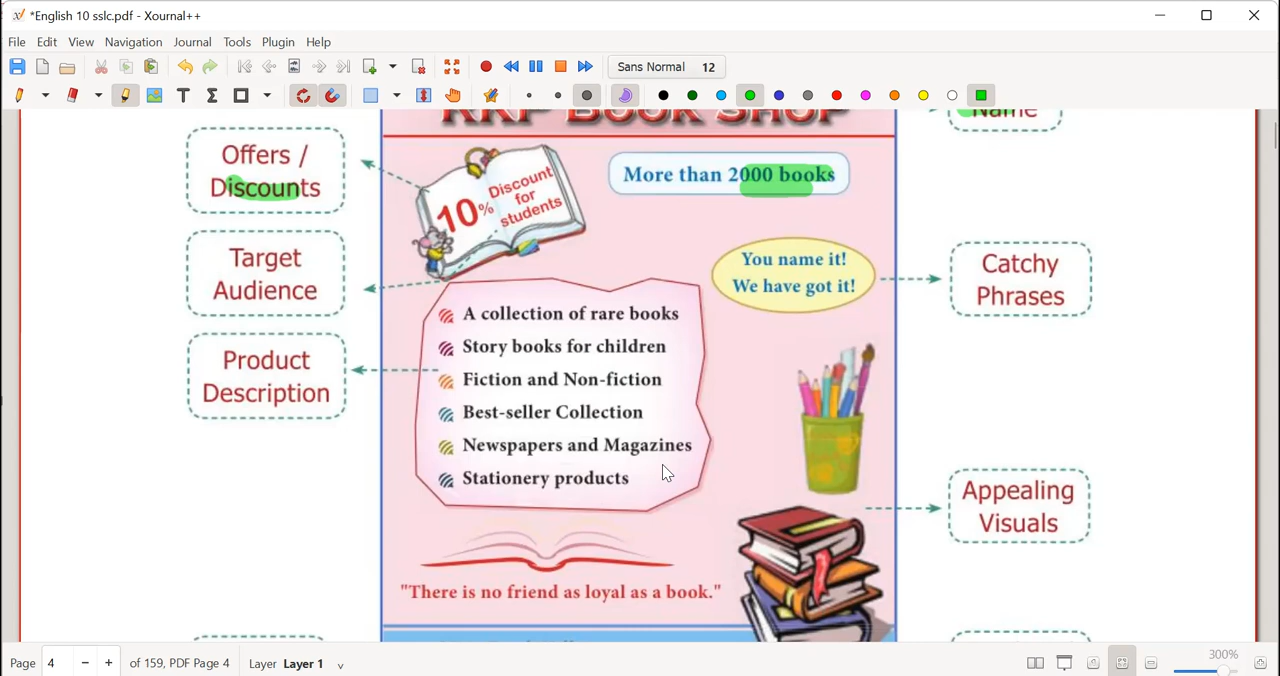 *English 10 sslc.pdf - Xournal++
File Edit View Navigation Journal Tools Plugin Help
Sans Normal 12
BOOK SHOP
Name
Offers /
Discounts
10% Discount
for
students
More than 2000 books
Target
Audience
You name it!
We have got it!
Catchy
Phrases
A collection of rare books
Story books for children
Fiction and Non-fiction
Best-seller Collection
Newspapers and Magazines
Stationery products
Product
Description
Appealing
Visuals
"There is no friend as loyal as a book."
Page 4 of 159, PDF Page 4 Layer Layer 1 300%